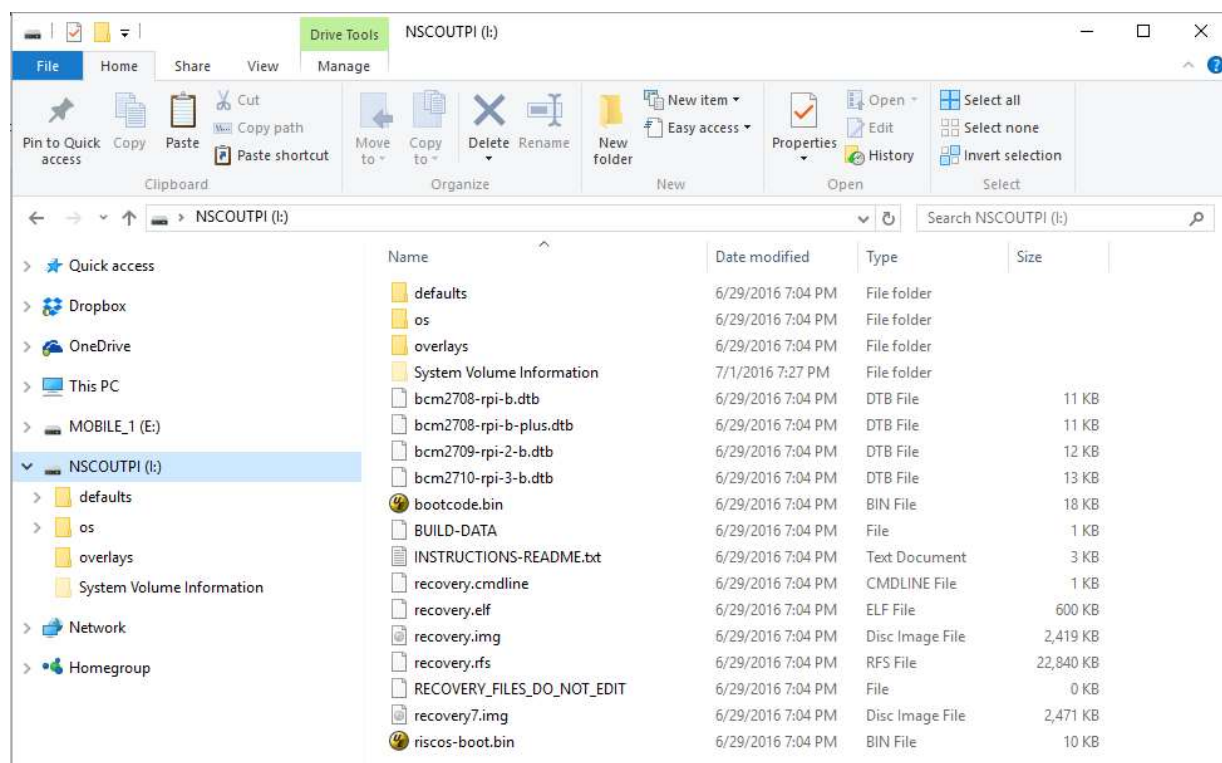 Drive Tools NSCOUTPI (I:)
File Home Share View Manage
Pin to Quick access
Copy
Paste
Cut
Copy path
Paste shortcut
Clipboard
Move to
Copy to
Delete
Rename
Organize
New folder
New item
Easy access
New
Properties
Open
Edit
History
Open
Select all
Select none
Invert selection
Select
NSCOUTPI (I:)
Search NSCOUTPI (I:)
Quick access
Dropbox
OneDrive
This PC
MOBILE_1 (E:)
NSCOUTPI (I:)
defaults
os
overlays
System Volume Information
Network
Homegroup
Name Date modified Type Size
defaults 6/29/2016 7:04 PM File folder
os 6/29/2016 7:04 PM File folder
overlays 6/29/2016 7:04 PM File folder
System Volume Information 7/1/2016 7:27 PM File folder
bcm2708-rpi-b.dtb 6/29/2016 7:04 PM DTB File 11 KB
bcm2708-rpi-b-plus.dtb 6/29/2016 7:04 PM DTB File 11 KB
bcm2709-rpi-2-b.dtb 6/29/2016 7:04 PM DTB File 12 KB
bcm2710-rpi-3-b.dtb 6/29/2016 7:04 PM DTB File 13 KB
bootcode.bin 6/29/2016 7:04 PM BIN File 18 KB
BUILD-DATA 6/29/2016 7:04 PM File 1 KB
INSTRUCTIONS-README.txt 6/29/2016 7:04 PM Text Document 3 KB
recovery.cmdline 6/29/2016 7:04 PM CMDLINE File 1 KB
recovery.elf 6/29/2016 7:04 PM ELF File 600 KB
recovery.img 6/29/2016 7:04 PM Disc Image File 2,419 KB
recovery.rfs 6/29/2016 7:04 PM RFS File 22,840 KB
RECOVERY_FILES_DO_NOT_EDIT 6/29/2016 7:04 PM File 0 KB
recovery7.img 6/29/2016 7:04 PM Disc Image File 2,471 KB
riscos-boot.bin 6/29/2016 7:04 PM BIN File 10 KB